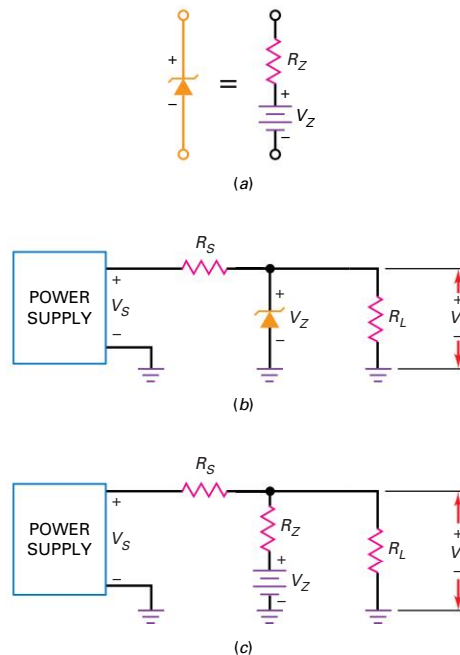 +
R_Z
=
+
−
V_Z
−
(a)
R_S
+
POWER
SUPPLY
V_S
−
+
V_Z
−
R_L
+
V
−
(b)
R_S
+
POWER
SUPPLY
V_S
−
R_Z
+
V_Z
−
R_L
+
V
−
(c)